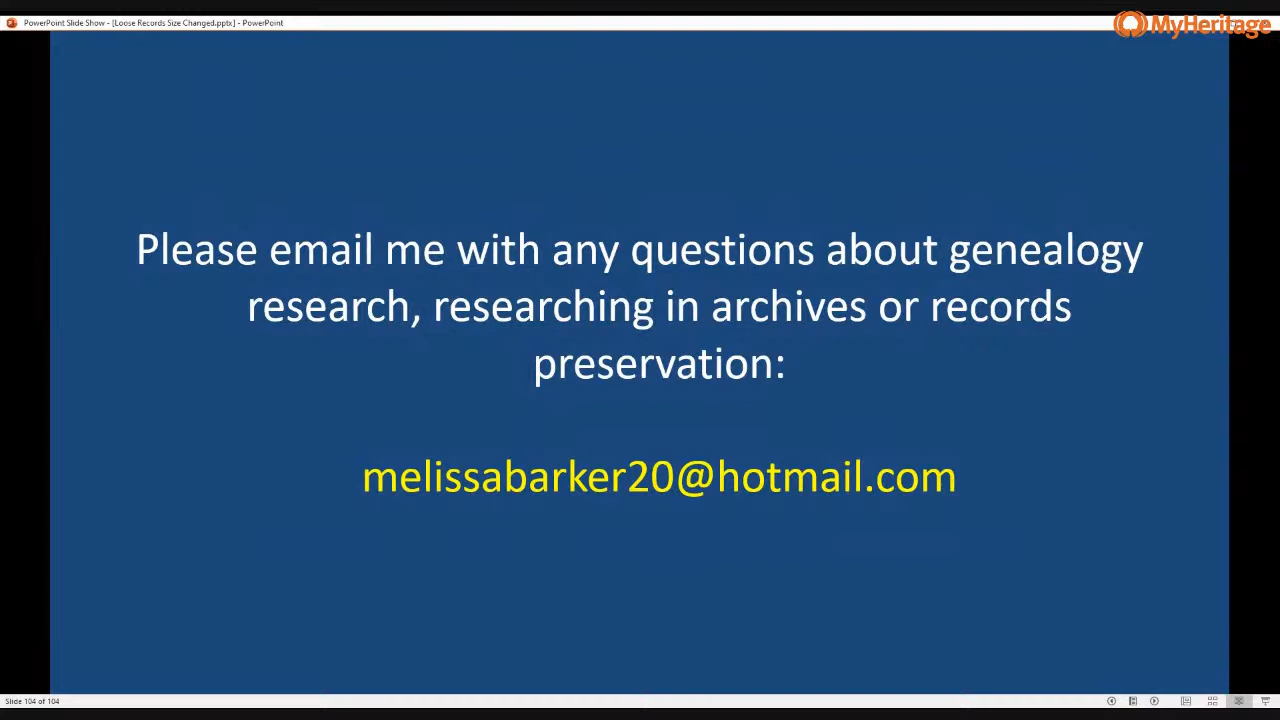 PowerPoint Slide Show - [Loose Records Size Changed.pptx] - PowerPoint
MyHeritage
Please email me with any questions about genealogy
research, researching in archives or records
preservation:
melissabarker20@hotmail.com
Slide 104 of 104